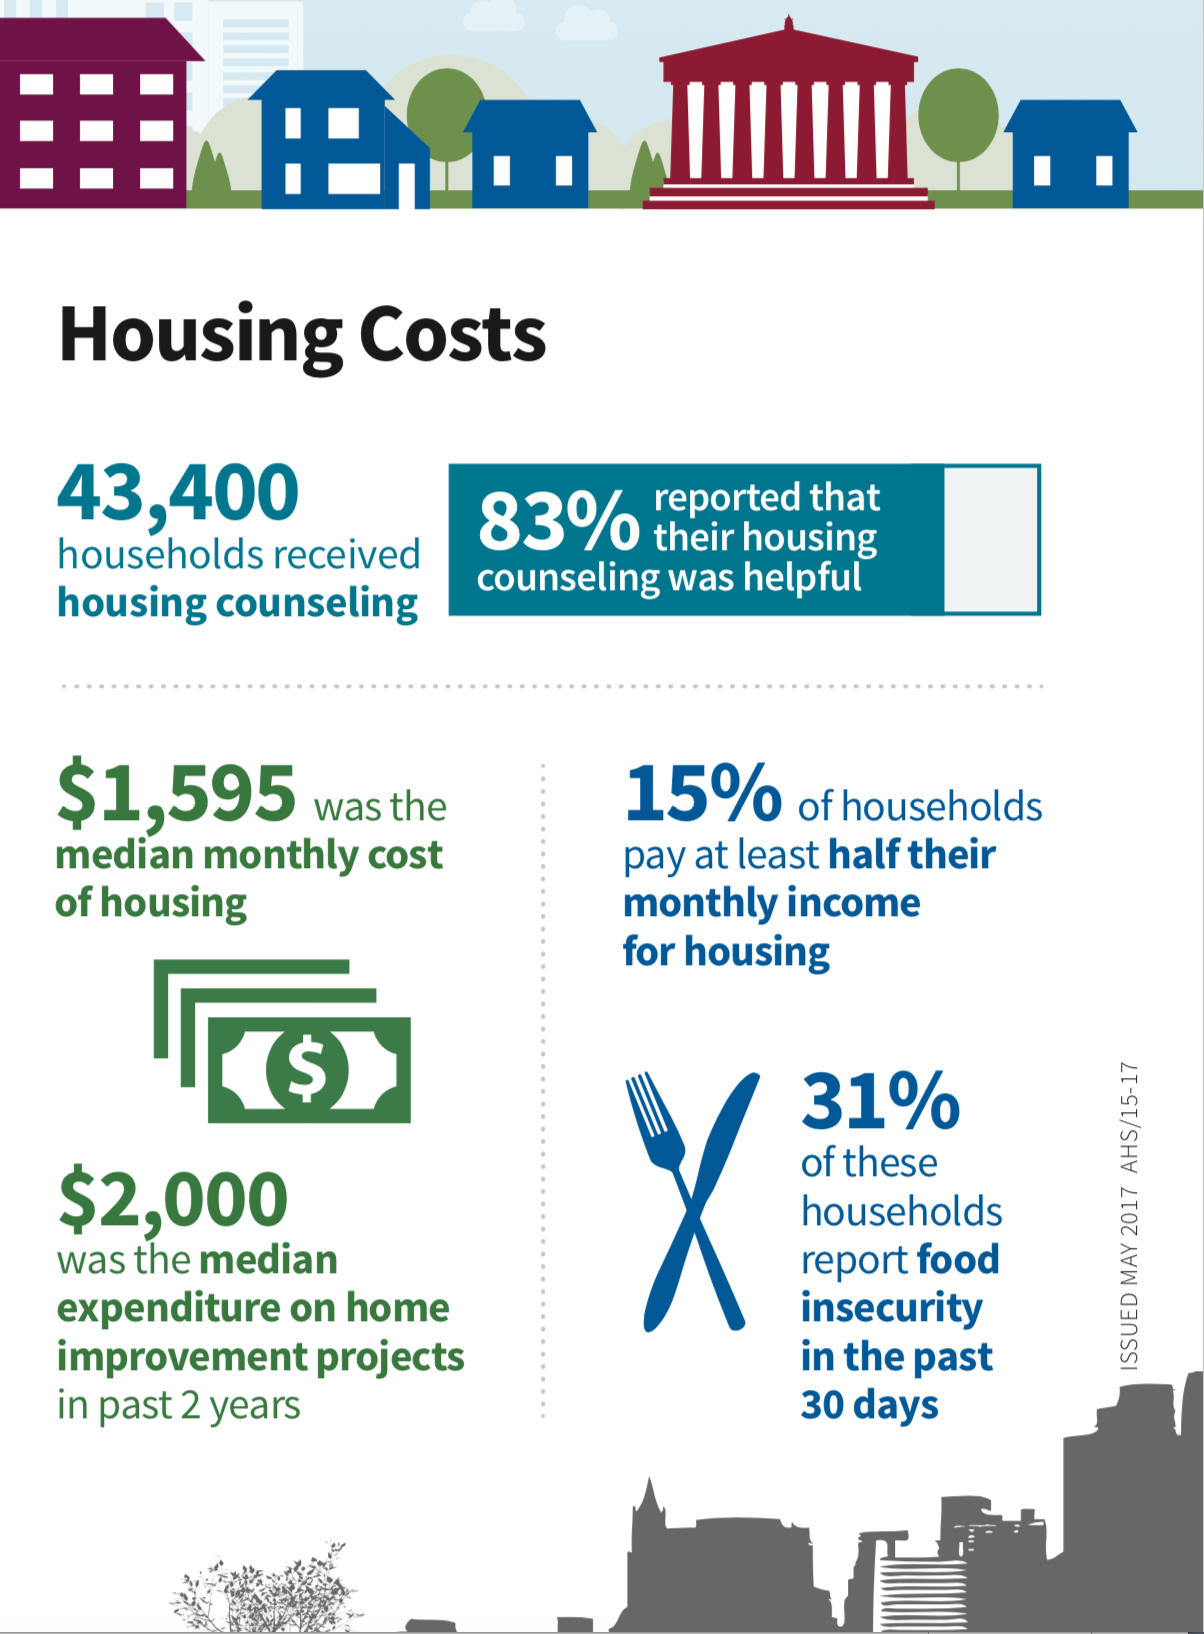 Housing Costs
43,400
households received
housing counseling
83% reported that
their housing
counseling was helpful
$1,595 was the
median monthly cost
of housing
$
$2,000
was the median
expenditure on home
improvement projects
in past 2 years
15% of households
pay at least half their
monthly income
for housing
31%
of these
households
report food
insecurity
in the past
30 days
ISSUED MAY 2017 AHS/15-17